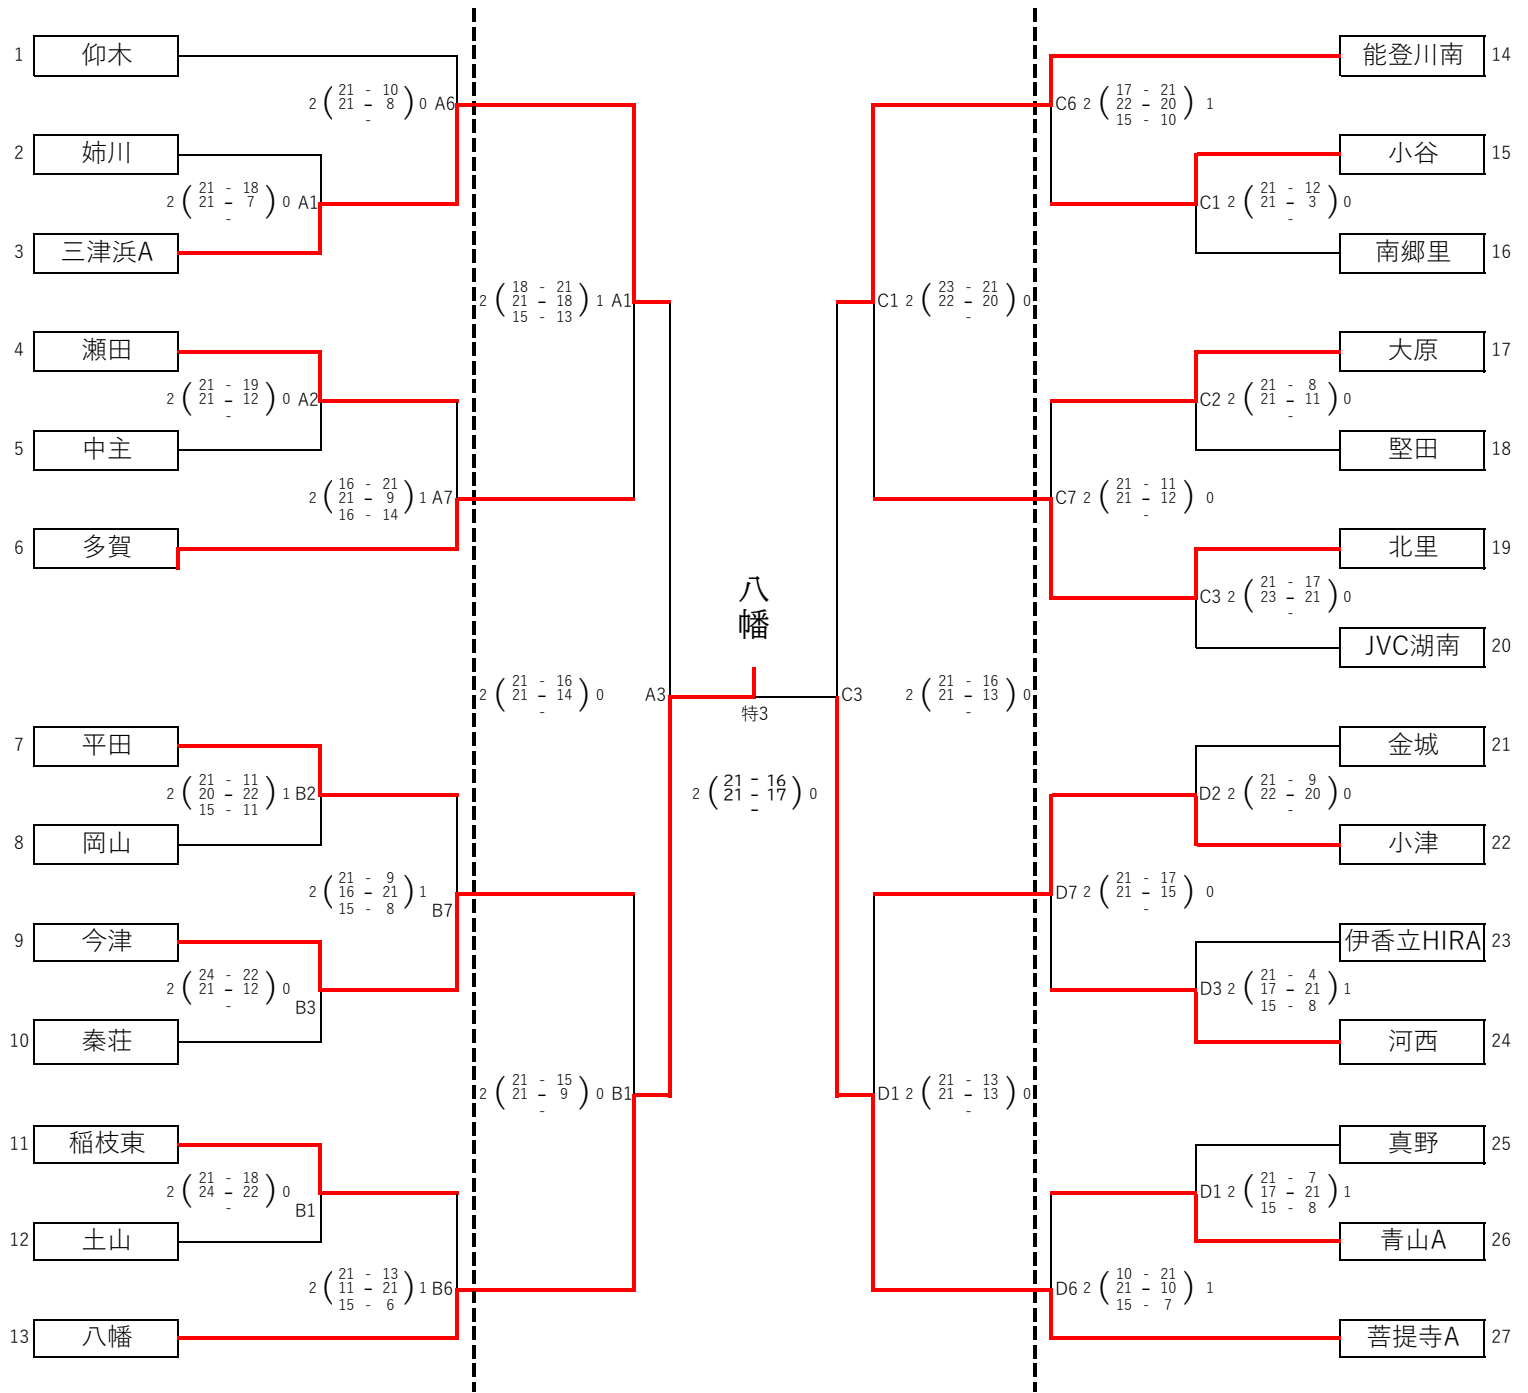 1 仰木
2 ( 21 - 10 ) 0 A6
21 - 8
-
2 姉川
2 ( 21 - 18 ) 0 A1
21 - 7
-
3 三津浜A
2 ( 18 - 21 ) 1 A1
21 - 18
15 - 13
4 瀬田
2 ( 21 - 19 ) 0 A2
21 - 12
-
5 中主
2 ( 16 - 21 ) 1 A7
21 - 9
16 - 14
6 多賀
2 ( 21 - 16 ) 0 A3
21 - 14
-
7 平田
2 ( 21 - 11 ) 1 B2
20 - 22
15 - 11
8 岡山
2 ( 21 - 9 ) 1 B7
16 - 21
15 - 8
9 今津
2 ( 24 - 22 ) 0 B3
21 - 12
-
10 秦荘
2 ( 21 - 15 ) 0 B1
21 - 9
-
11 稲枝東
2 ( 21 - 18 ) 0 B1
24 - 22
-
12 土山
2 ( 21 - 13 ) 1 B6
11 - 21
15 - 6
13 八幡
八幡
特3
2 ( 21 - 16 ) 0
21 - 17
-
能登川南 14
C6 2 ( 17 - 21 ) 1
22 - 20
15 - 10
小谷 15
C1 2 ( 21 - 12 ) 0
21 - 3
-
南郷里 16
C1 2 ( 23 - 21 ) 0
22 - 20
-
大原 17
C2 2 ( 21 - 8 ) 0
21 - 11
-
堅田 18
C7 2 ( 21 - 11 ) 0
21 - 12
-
北里 19
C3 2 ( 21 - 17 ) 0
23 - 21
-
JVC湖南 20
C3 2 ( 21 - 16 ) 0
21 - 13
-
金城 21
D2 2 ( 21 - 9 ) 0
22 - 20
-
小津 22
D7 2 ( 21 - 17 ) 0
21 - 15
-
伊香立HIRA 23
D3 2 ( 21 - 4 ) 1
17 - 21
15 - 8
河西 24
D1 2 ( 21 - 13 ) 0
21 - 13
-
真野 25
D1 2 ( 21 - 7 ) 1
17 - 21
15 - 8
青山A 26
D6 2 ( 10 - 21 ) 1
21 - 10
15 - 7
菩提寺A 27